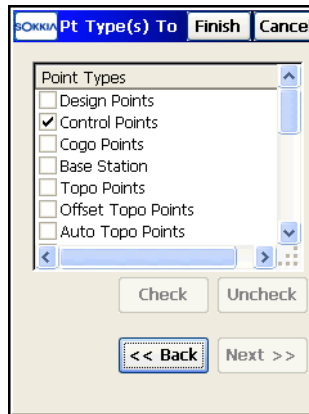 SOKKIA Pt Type(s) To Finish Cancel
Point Types
Design Points
Control Points
Cogo Points
Base Station
Topo Points
Offset Topo Points
Auto Topo Points
Check Uncheck
<< Back Next >>